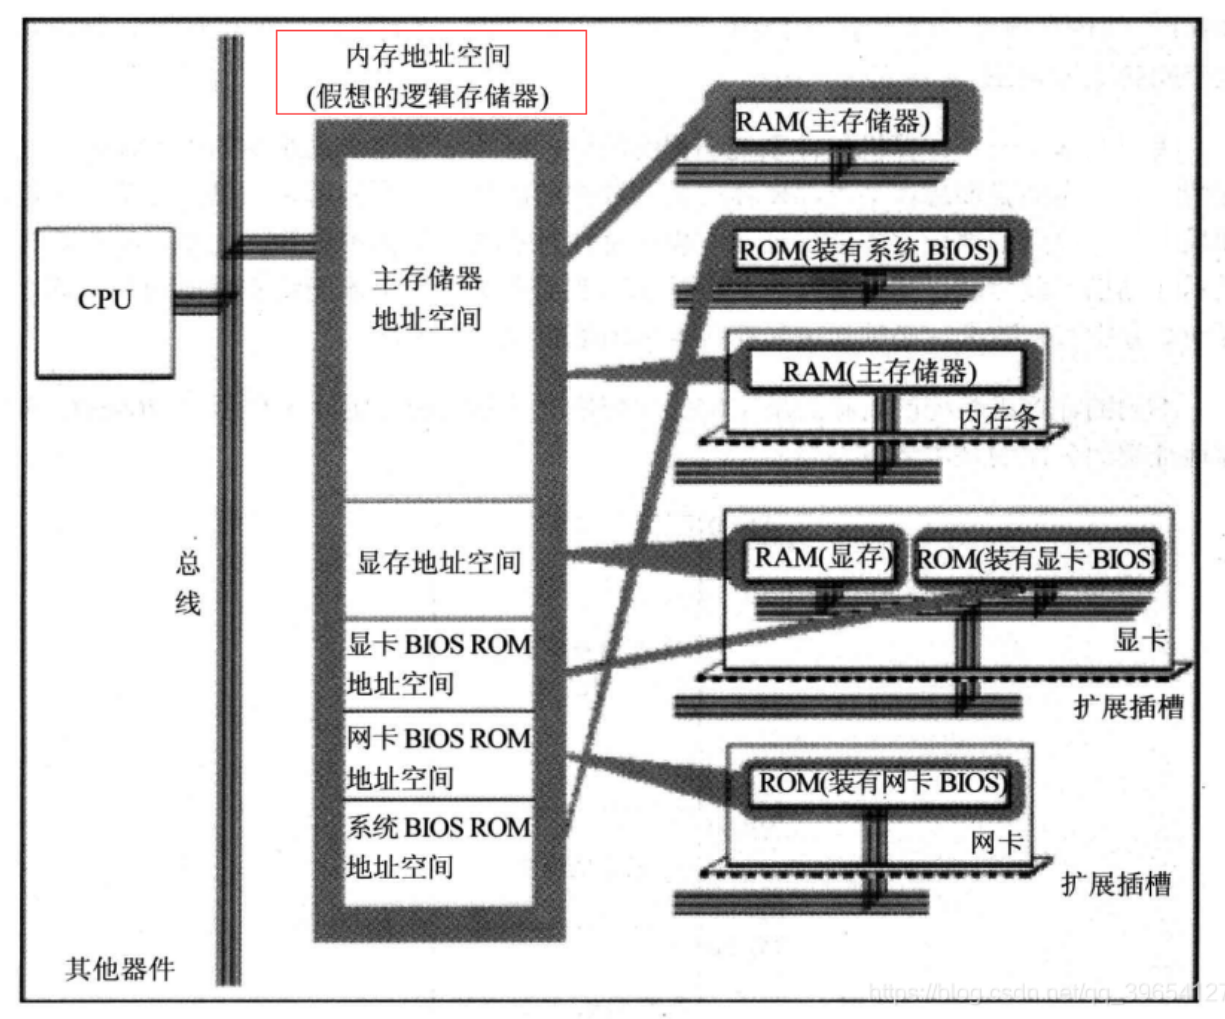 内存地址空间
(假想的逻辑存储器)
RAM(主存储器)
ROM(装有系统 BIOS)
CPU
主存储器
地址空间
RAM(主存储器)
内存条
总
线
显存地址空间
RAM(显存)
ROM(装有显卡 BIOS)
显卡 BIOS ROM
地址空间
显卡
扩展插槽
网卡 BIOS ROM
地址空间
ROM(装有网卡 BIOS)
网卡
扩展插槽
系统 BIOS ROM
地址空间
其他器件
https://blog.csdn.net/qq_39654127